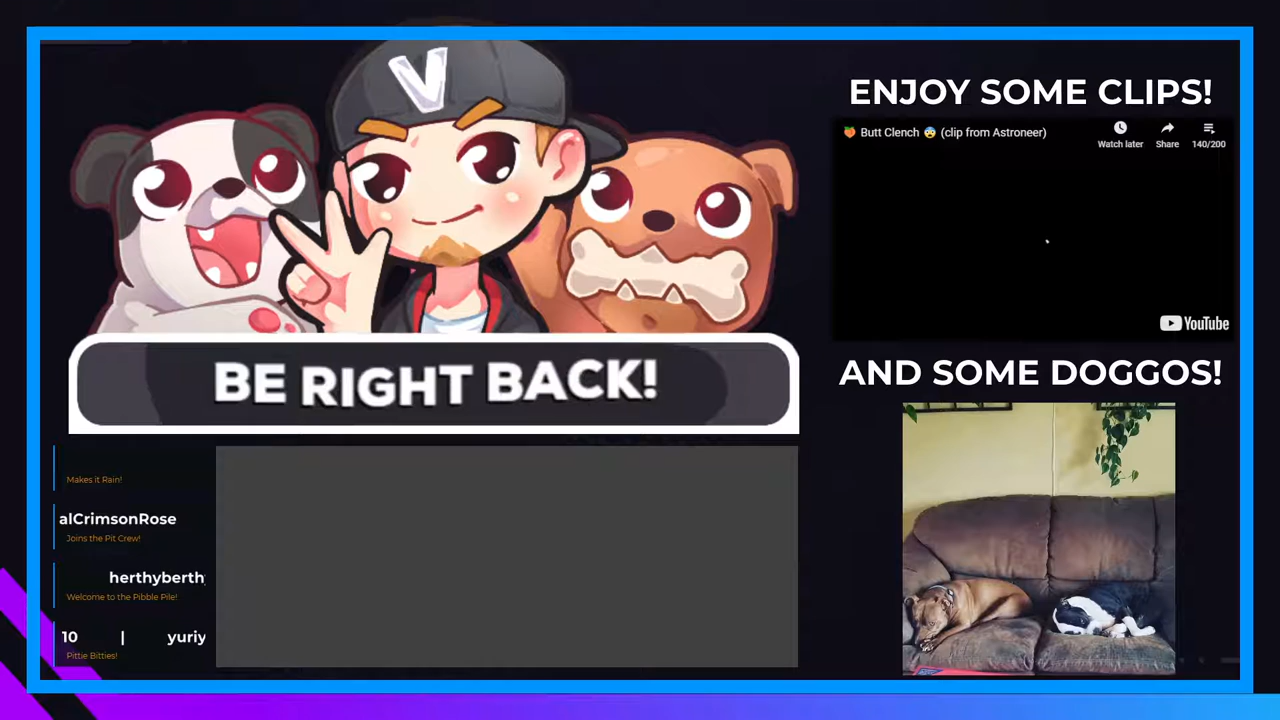 V
BE RIGHT BACK!
Makes it Rain!
alCrimsonRose
Joins the Pit Crew!
herthyberth
Welcome to the Pibble Pile!
10 | yuriy
Pittie Bitties!
ENJOY SOME CLIPS!
🍑 Butt Clench 😨 (clip from Astroneer)
Watch later
Share
140/200
YouTube
AND SOME DOGGOS!